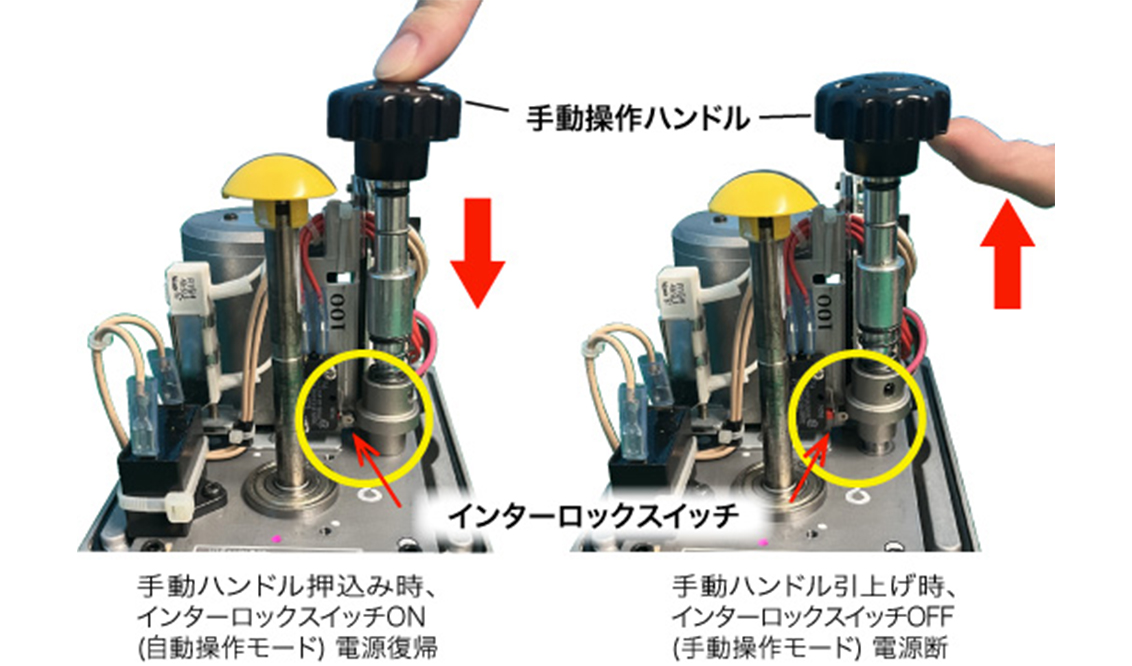 手動操作ハンドル
100
100
インターロックスイッチ
手動ハンドル押込み時、
インターロックスイッチON
(自動操作モード) 電源復帰
手動ハンドル引上げ時、
インターロックスイッチOFF
(手動操作モード) 電源断